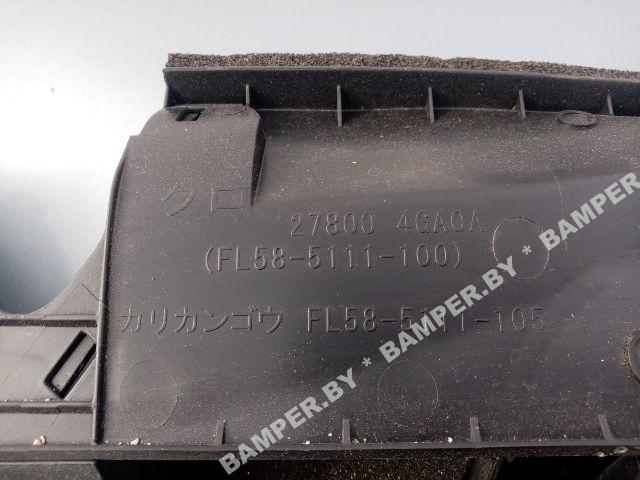 クロ
27800 4GA0A
(FL58-5111-100)
カリカンゴウ FL58-5111-105
BAMPER.BY * BAMPER.BY * BAMPER.BY